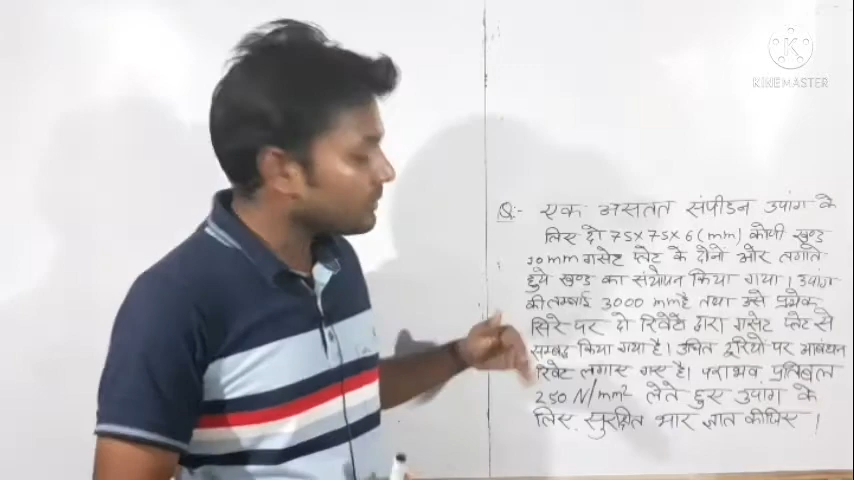 KINEMASTER
Q:- एक असतत संपीडन उपांग के
लिए दो 75×75×6 (mm) कोणी खण्ड
10mm गसेट प्लेट के दोनों ओर लगाते
हुये खण्ड का संयोजन किया गया। उपांग
की लम्बाई 3000 mm है तथा उसे प्रत्येक
सिरे पर दो रिवेटों द्वारा गसेट प्लेट से
सम्बद्ध किया गया है। उचित दूरियों पर आबंधन
रिवेट लगाए गए है। पराभव प्रतिबल
250 N/mm² लेते हुए उपांग के
लिए सुरक्षित भार ज्ञात कीजिए।